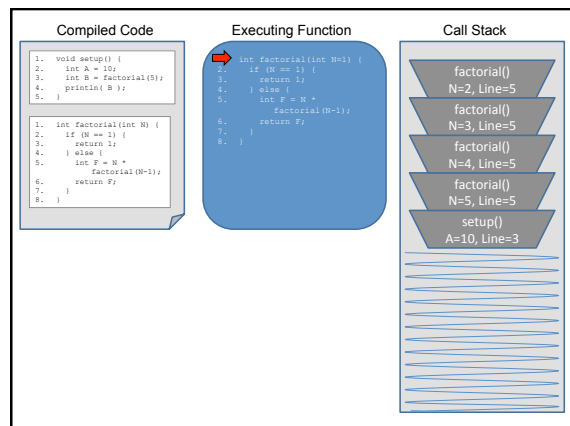 Compiled Code
1. void setup() {
2. int A = 10;
3. int B = factorial(5);
4. println( B );
5. }
1. int factorial(int N) {
2. if (N == 1) {
3. return 1;
4. } else {
5. int F = N *
factorial(N-1);
6. return F;
7. }
8. }
Executing Function
int factorial(int N=1) {
2. if (N == 1) {
3. return 1;
4. } else {
5. int F = N *
factorial(N-1);
6. return F;
7. }
8. }
Call Stack
factorial()
N=2, Line=5
factorial()
N=3, Line=5
factorial()
N=4, Line=5
factorial()
N=5, Line=5
setup()
A=10, Line=3